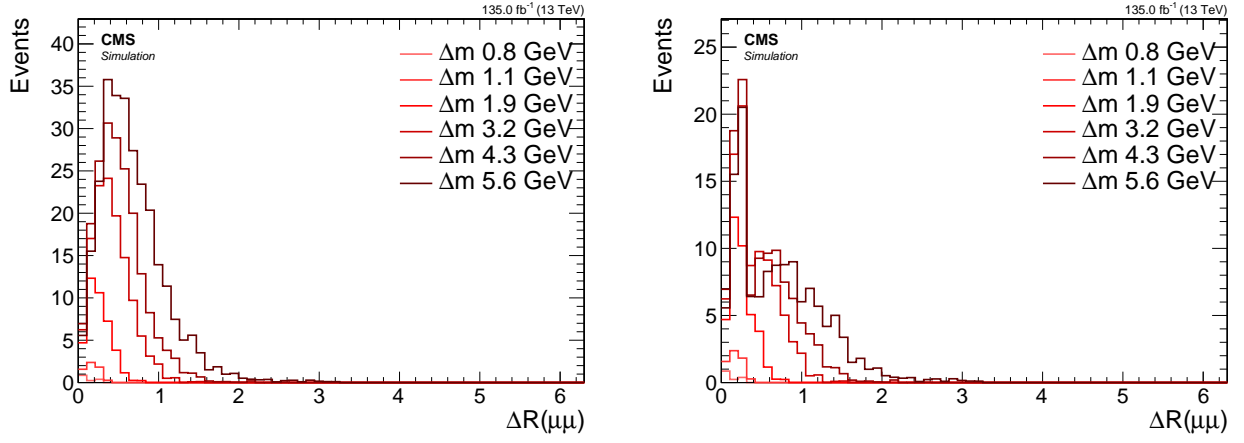 135.0 fb⁻¹ (13 TeV)
Events
40
35
30
25
20
15
10
5
0
CMS
Simulation
Δm 0.8 GeV
Δm 1.1 GeV
Δm 1.9 GeV
Δm 3.2 GeV
Δm 4.3 GeV
Δm 5.6 GeV
0 1 2 3 4 5 6
ΔR(μμ)
135.0 fb⁻¹ (13 TeV)
Events
25
20
15
10
5
0
CMS
Simulation
Δm 0.8 GeV
Δm 1.1 GeV
Δm 1.9 GeV
Δm 3.2 GeV
Δm 4.3 GeV
Δm 5.6 GeV
0 1 2 3 4 5 6
ΔR(μμ)